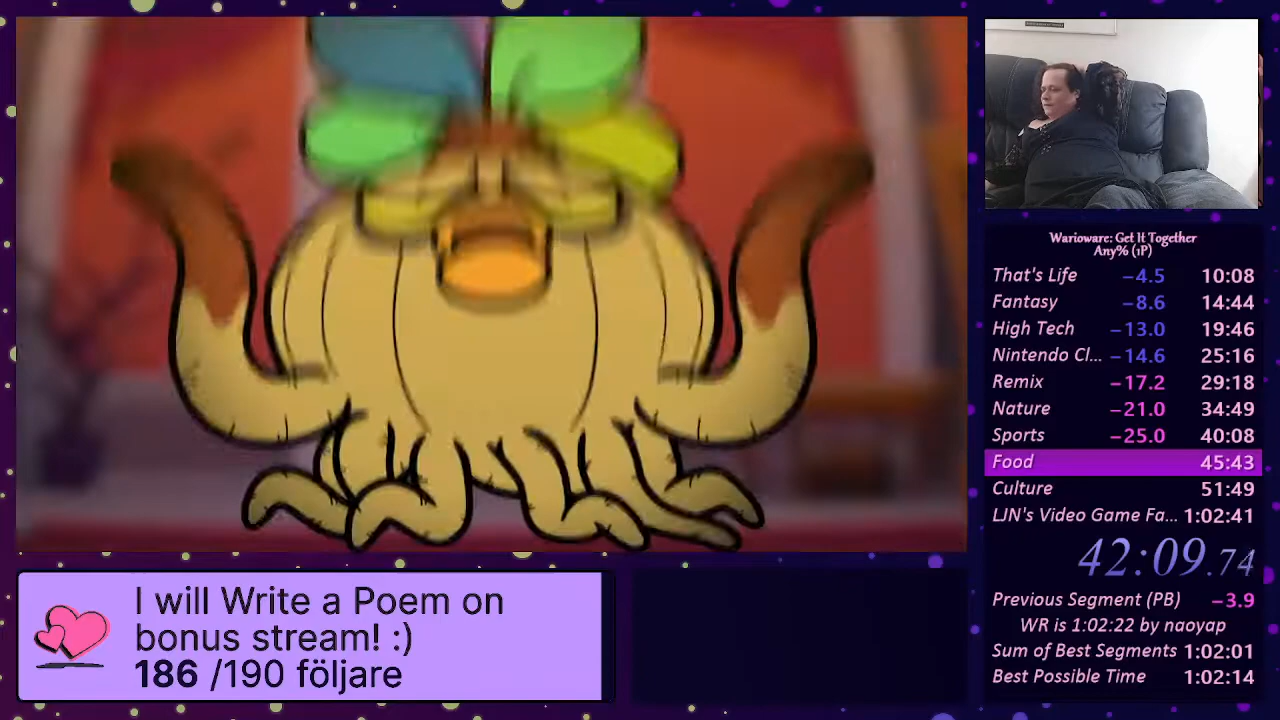 Warioware: Get It Together
Any% (1P)
That's Life −4.5 10:08
Fantasy −8.6 14:44
High Tech −13.0 19:46
Nintendo Cl... −14.6 25:16
Remix −17.2 29:18
Nature −21.0 34:49
Sports −25.0 40:08
Food 45:43
Culture 51:49
LJN's Video Game Fa... 1:02:41
42:09.74
Previous Segment (PB) −3.9
WR is 1:02:22 by naoyap
Sum of Best Segments 1:02:01
Best Possible Time 1:02:14
I will Write a Poem on
bonus stream! :)
186 /190 följare